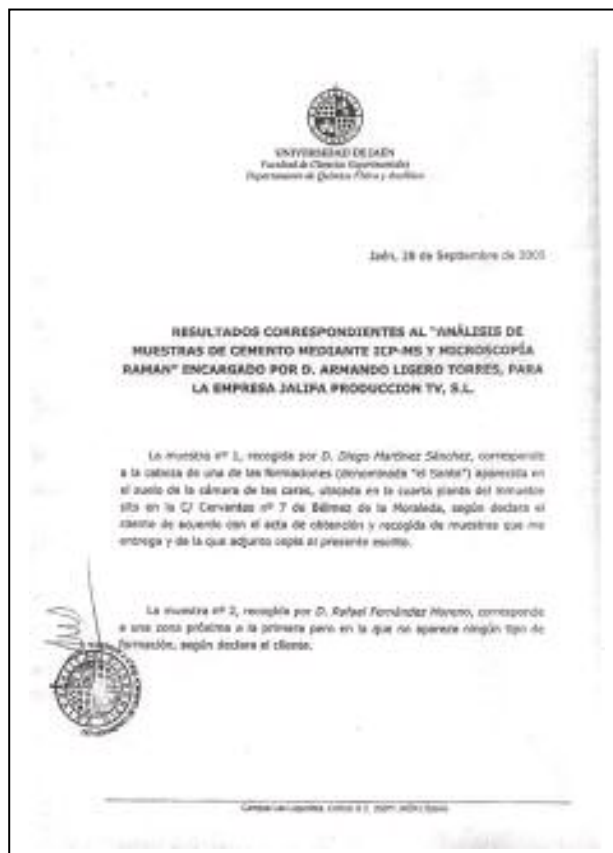 UNIVERSIDAD DE JAÉN
Facultad de Ciencias Experimentales
Departamento de Química Física y Analítica
Jaén, 28 de Septiembre de 2005
RESULTADOS CORRESPONDIENTES AL "ANÁLISIS DE
MUESTRAS DE CEMENTO MEDIANTE ICP-MS Y MICROSCOPÍA
RAMAN" ENCARGADO POR D. ARMANDO LIGERO TORRES, PARA
LA EMPRESA JALIFA PRODUCCION TV, S.L.
La muestra nº 1, recogida por D. Diego Martínez Sánchez, corresponde
a la cabeza de una de las formaciones (denominada "el Santo") aparecida en
el suelo de la cámara de las caras, ubicada en la cuarta planta del inmueble
sito en la C/ Cervantes nº 7 de Bélmez de la Moraleda, según declara el
cliente de acuerdo con el acta de obtención y recogida de muestras que me
entrega y de la que adjunto copia al presente escrito.
La muestra nº 2, recogida por D. Rafael Fernández Moreno, corresponde
a una zona próxima a la primera pero en la que no aparece ningún tipo de
formación, según declara el cliente.
Campus Las Lagunillas,